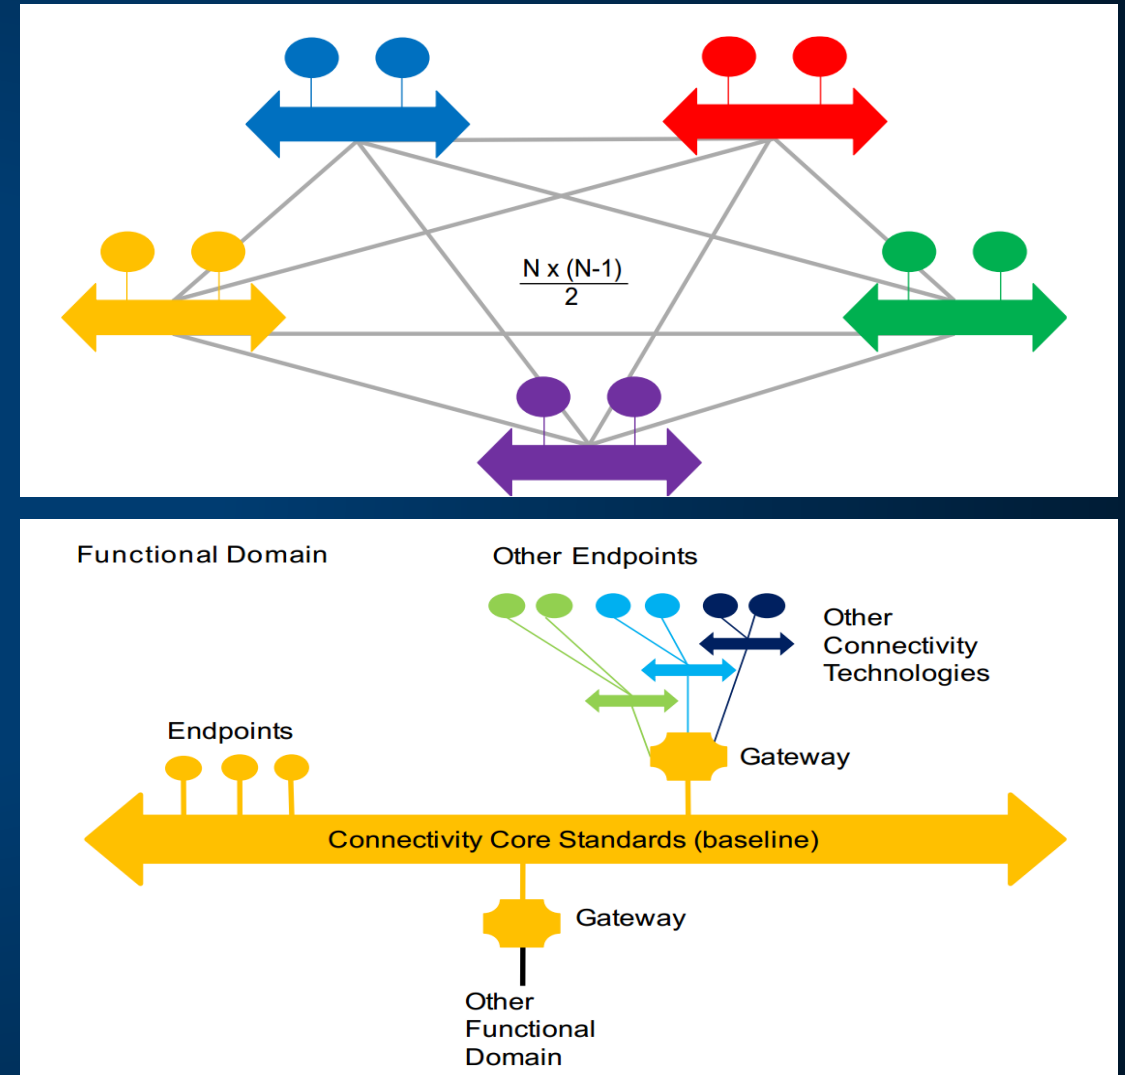 N x (N-1)
2
Functional Domain
Other Endpoints
Other
Connectivity
Technologies
Endpoints
Gateway
Connectivity Core Standards (baseline)
Gateway
Other
Functional
Domain